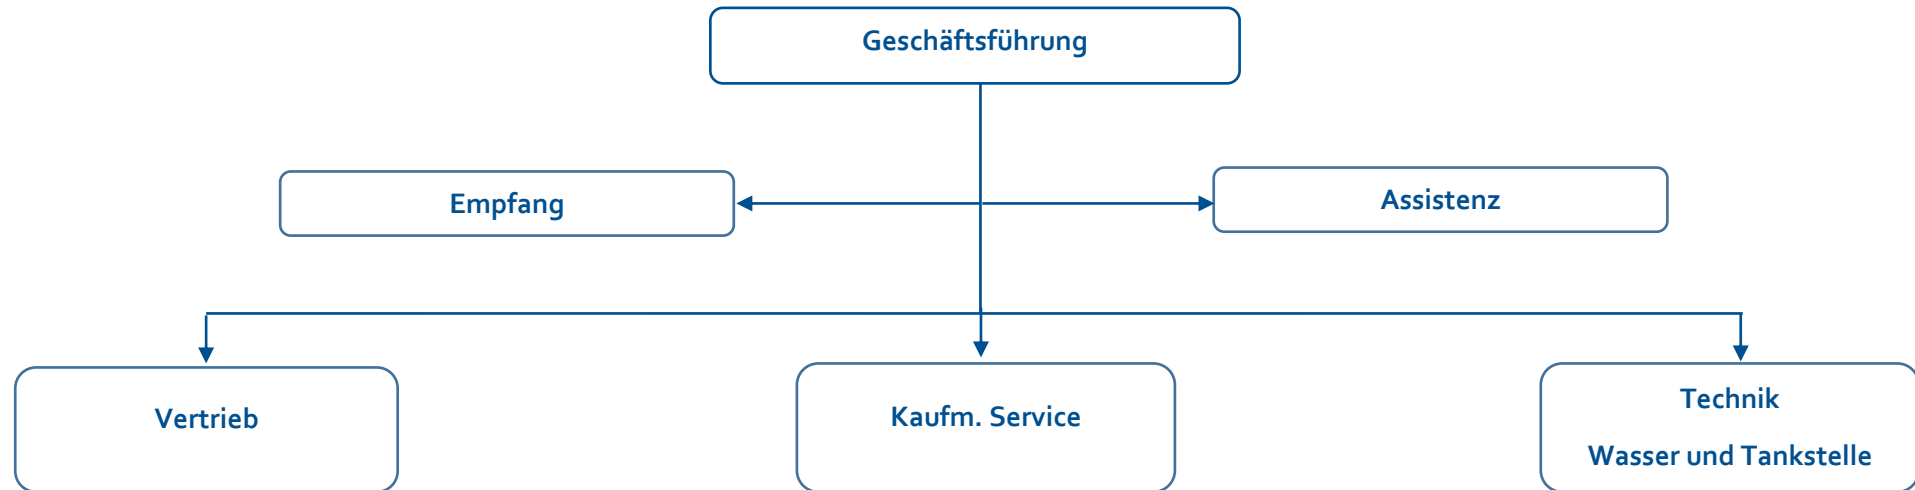 Geschäftsführung
Empfang
Assistenz
Vertrieb
Kaufm. Service
Technik
Wasser und Tankstelle